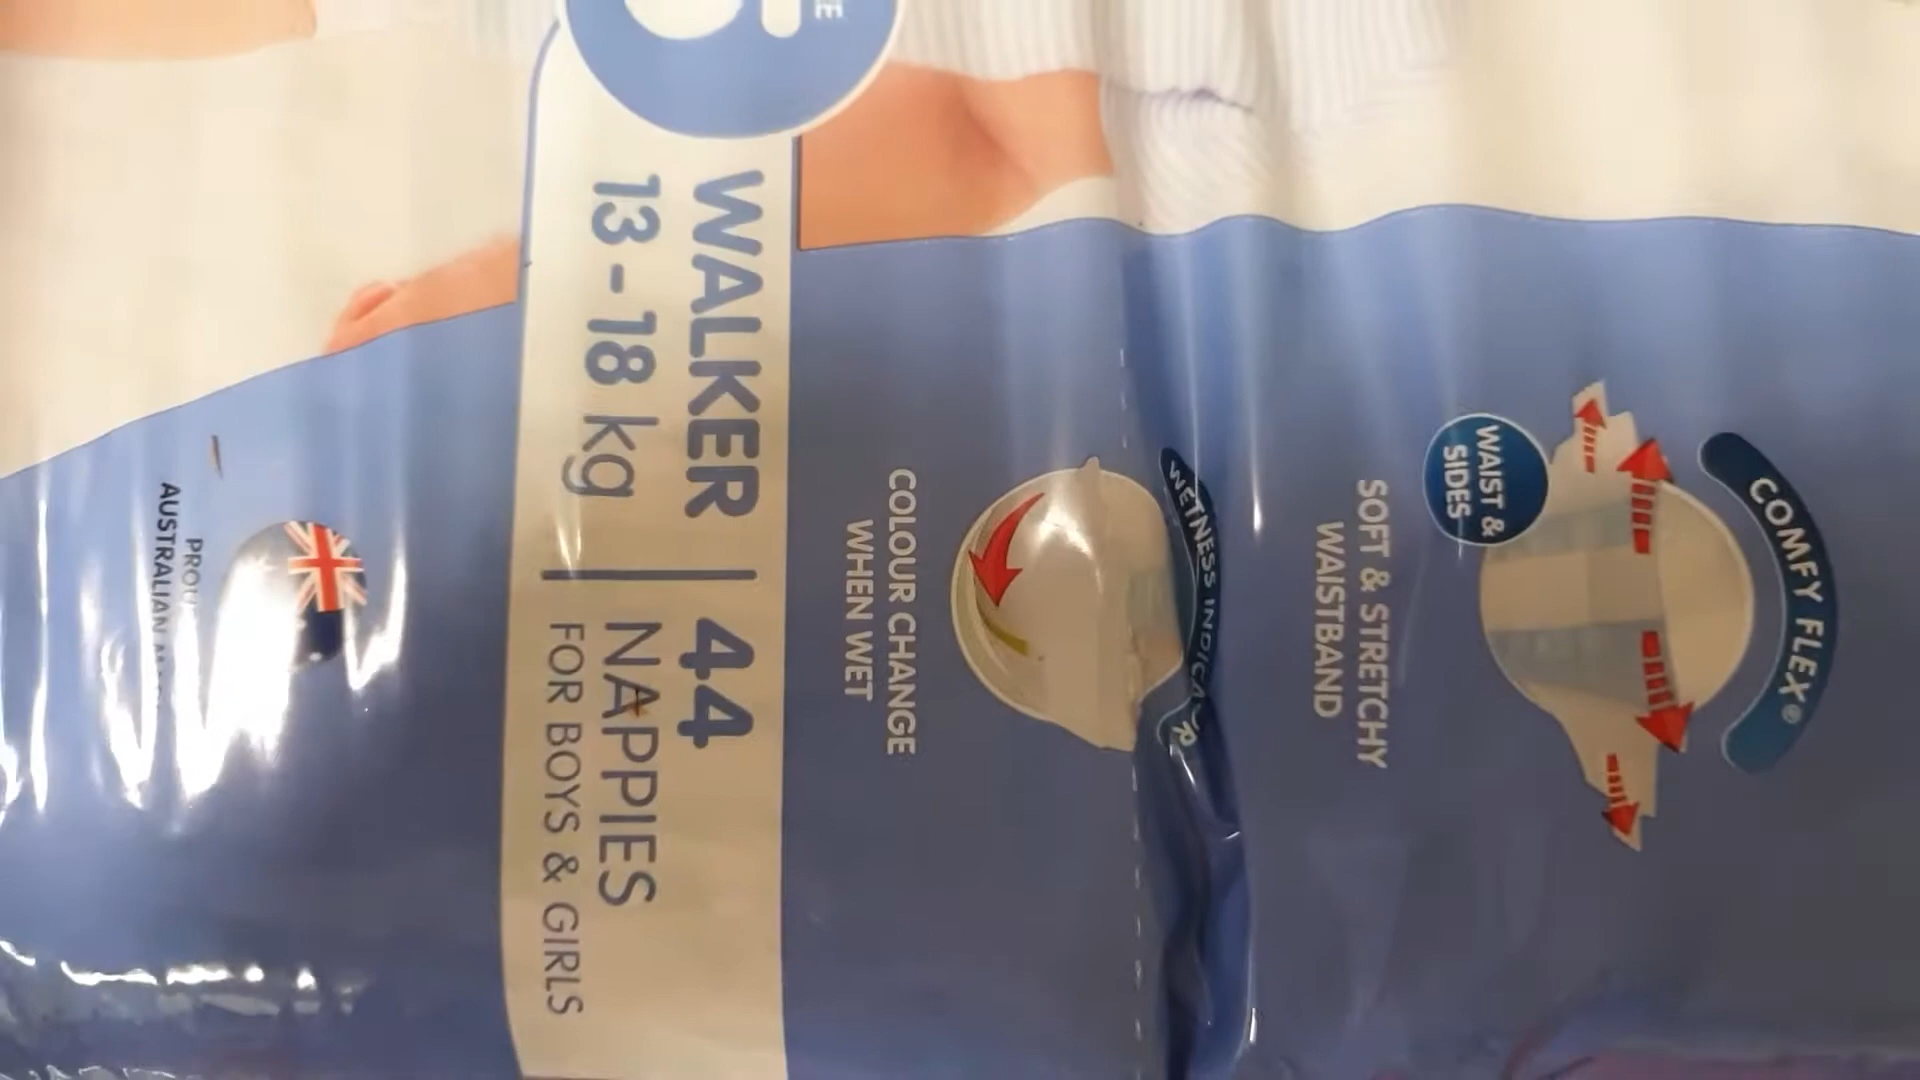 COMFY FLEX®
WAIST &
SIDES
SOFT & STRETCHY
WAISTBAND
WETNESS INDICATOR
COLOUR CHANGE
WHEN WET
WALKER
13-18 kg
44
NAPPIES
FOR BOYS & GIRLS
AUSTRALIAN